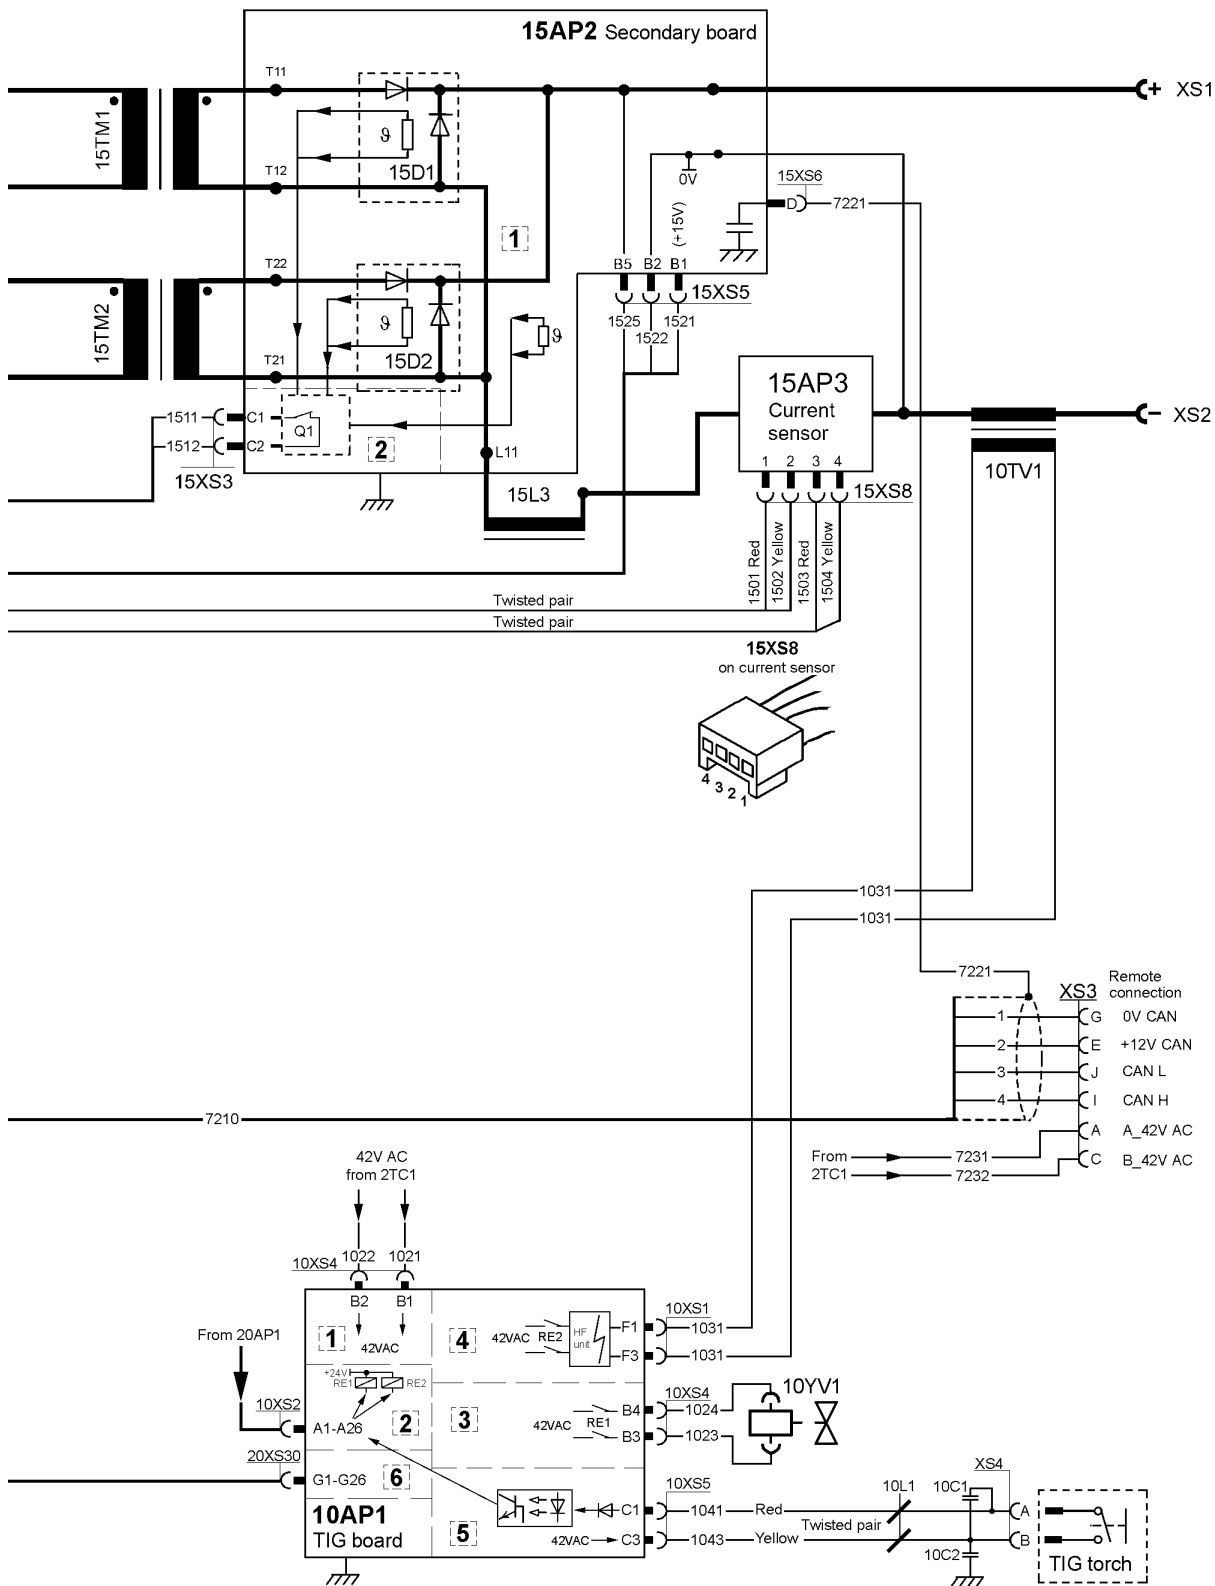 15AP2 Secondary board
T11
XS1
15TM1
ϑ
15D1
T12
0V
15XS6
D
7221
(+15V)
1
T22
B5 B2 B1
15XS5
1525
1522
1521
15TM2
ϑ
15D2
ϑ
T21
15AP3
Current
sensor
XS2
1511
C1
1512
C2
Q1
2
15XS3
L11
1 2 3 4
15XS8
10TV1
15L3
1501 Red
1502 Yellow
1503 Red
1504 Yellow
Twisted pair
Twisted pair
15XS8
on current sensor
4 3 2 1
1031
1031
7221
XS3
Remote
connection
1 G 0V CAN
2 E +12V CAN
3 J CAN L
4 I CAN H
7210
A A_42V AC
From 7231
2TC1 7232
C B_42V AC
42V AC
from 2TC1
10XS4
1022 1021
B2 B1
From 20AP1
1
42VAC
4
42VAC
RE2
HF
unit
F1
F3
10XS1
1031
1031
+24V
RE1
RE2
10XS2
A1-A26
2
3
42VAC
RE1
B4
B3
10XS4
1024
1023
10YV1
20XS30
G1-G26
6
10AP1
TIG board
5
C1
42VAC
C3
10XS5
1041 Red
1043 Yellow
Twisted pair
10L1
10C1
10C2
XS4
A
B
TIG torch